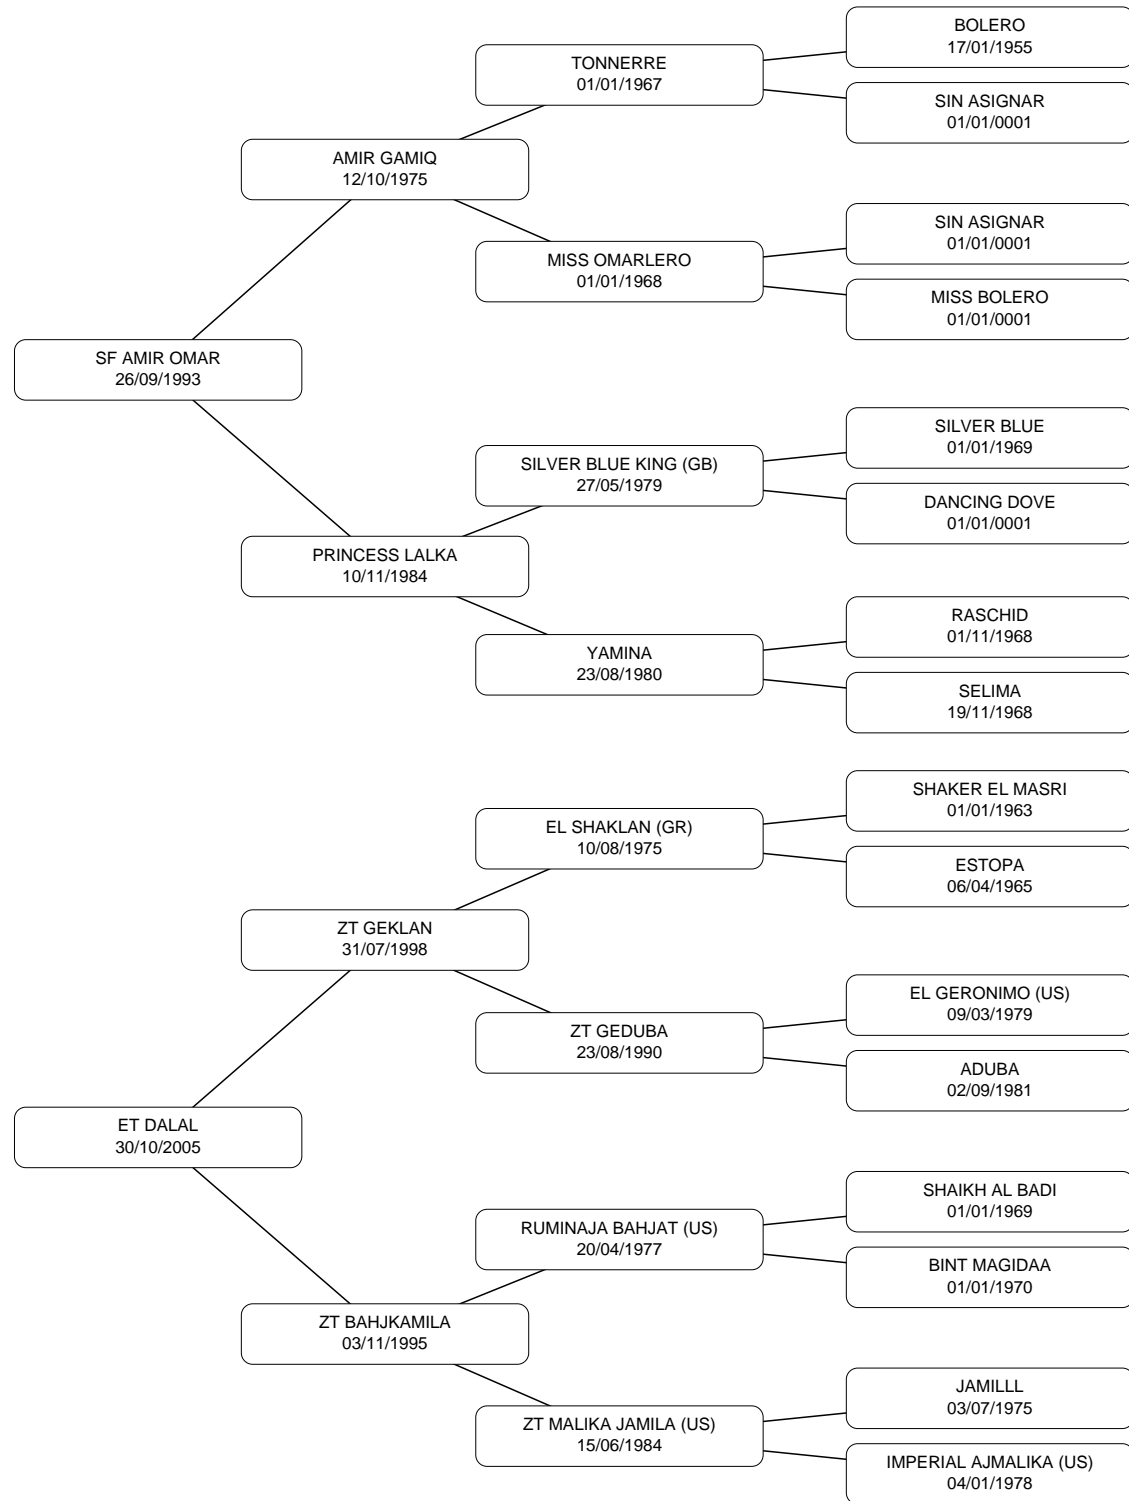 BOLERO
17/01/1955
TONNERRE
01/01/1967
SIN ASIGNAR
01/01/0001
AMIR GAMIQ
12/10/1975
SIN ASIGNAR
01/01/0001
MISS OMARLERO
01/01/1968
MISS BOLERO
01/01/0001
SF AMIR OMAR
26/09/1993
SILVER BLUE
01/01/1969
SILVER BLUE KING (GB)
27/05/1979
DANCING DOVE
01/01/0001
PRINCESS LALKA
10/11/1984
RASCHID
01/11/1968
YAMINA
23/08/1980
SELIMA
19/11/1968
SHAKER EL MASRI
01/01/1963
EL SHAKLAN (GR)
10/08/1975
ESTOPA
06/04/1965
ZT GEKLAN
31/07/1998
EL GERONIMO (US)
09/03/1979
ZT GEDUBA
23/08/1990
ADUBA
02/09/1981
ET DALAL
30/10/2005
SHAIKH AL BADI
01/01/1969
RUMINAJA BAHJAT (US)
20/04/1977
BINT MAGIDAA
01/01/1970
ZT BAHJKAMILA
03/11/1995
JAMILLL
03/07/1975
ZT MALIKA JAMILA (US)
15/06/1984
IMPERIAL AJMALIKA (US)
04/01/1978